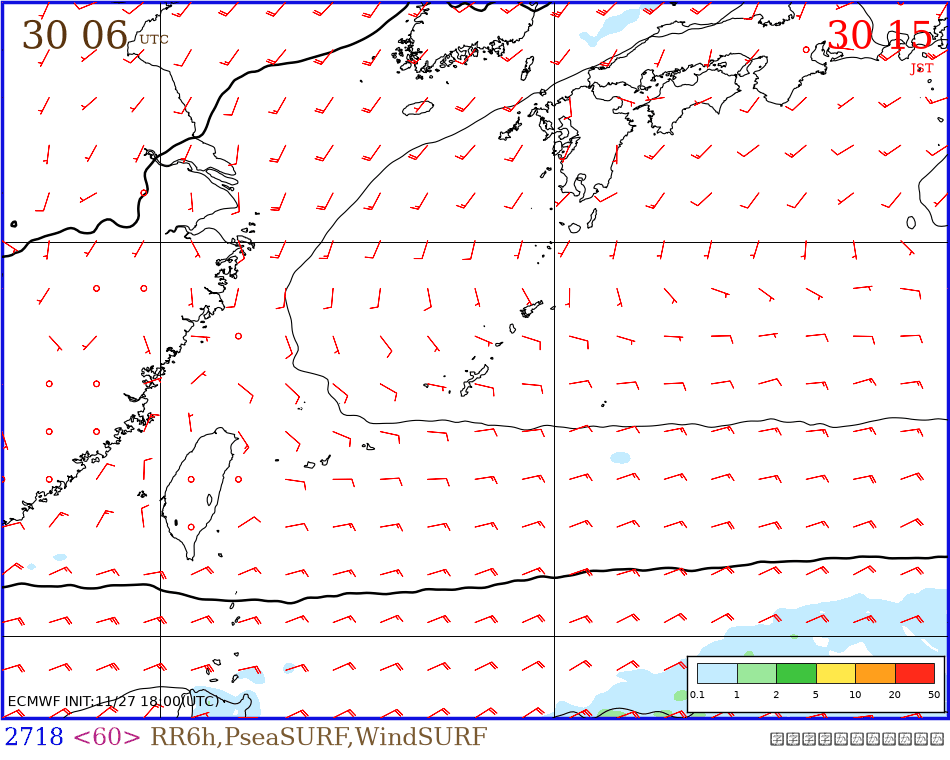 30 06 UTC 30 15
JST
0.1 1 2 5 10 20 50
ECMWF INIT:11/27 18:00(UTC)
2718 <60> RR6h,PseaSURF,WindSURF